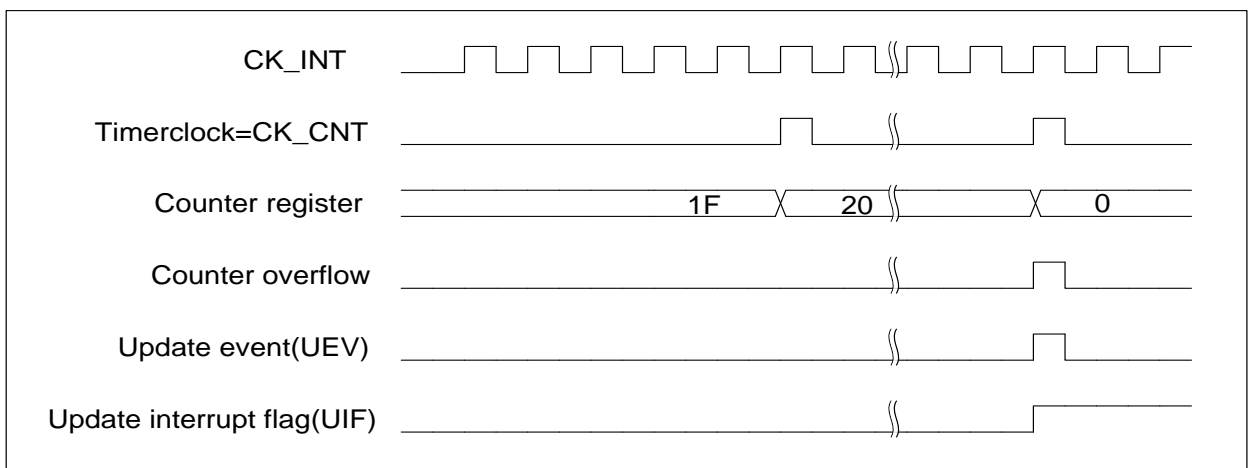 CK_INT
Timerclock=CK_CNT
Counter register 1F 20 0
Counter overflow
Update event(UEV)
Update interrupt flag(UIF)